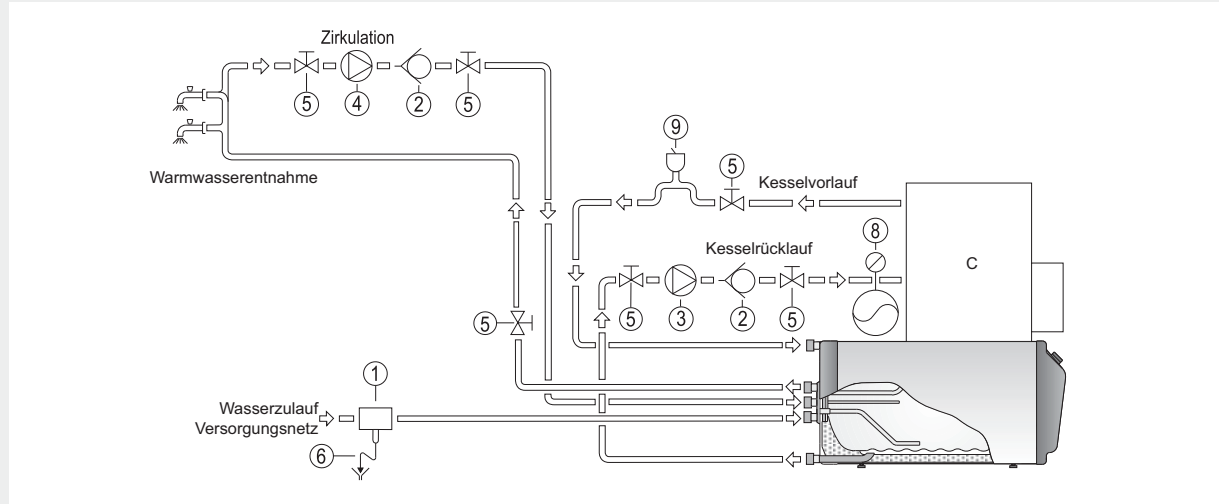 Zirkulation
5
4
2
5
Warmwasserentnahme
9
5
Kesselvorlauf
8
Kesselrücklauf
C
5
3
2
5
5
1
Wasserzulauf
Versorgungsnetz
6